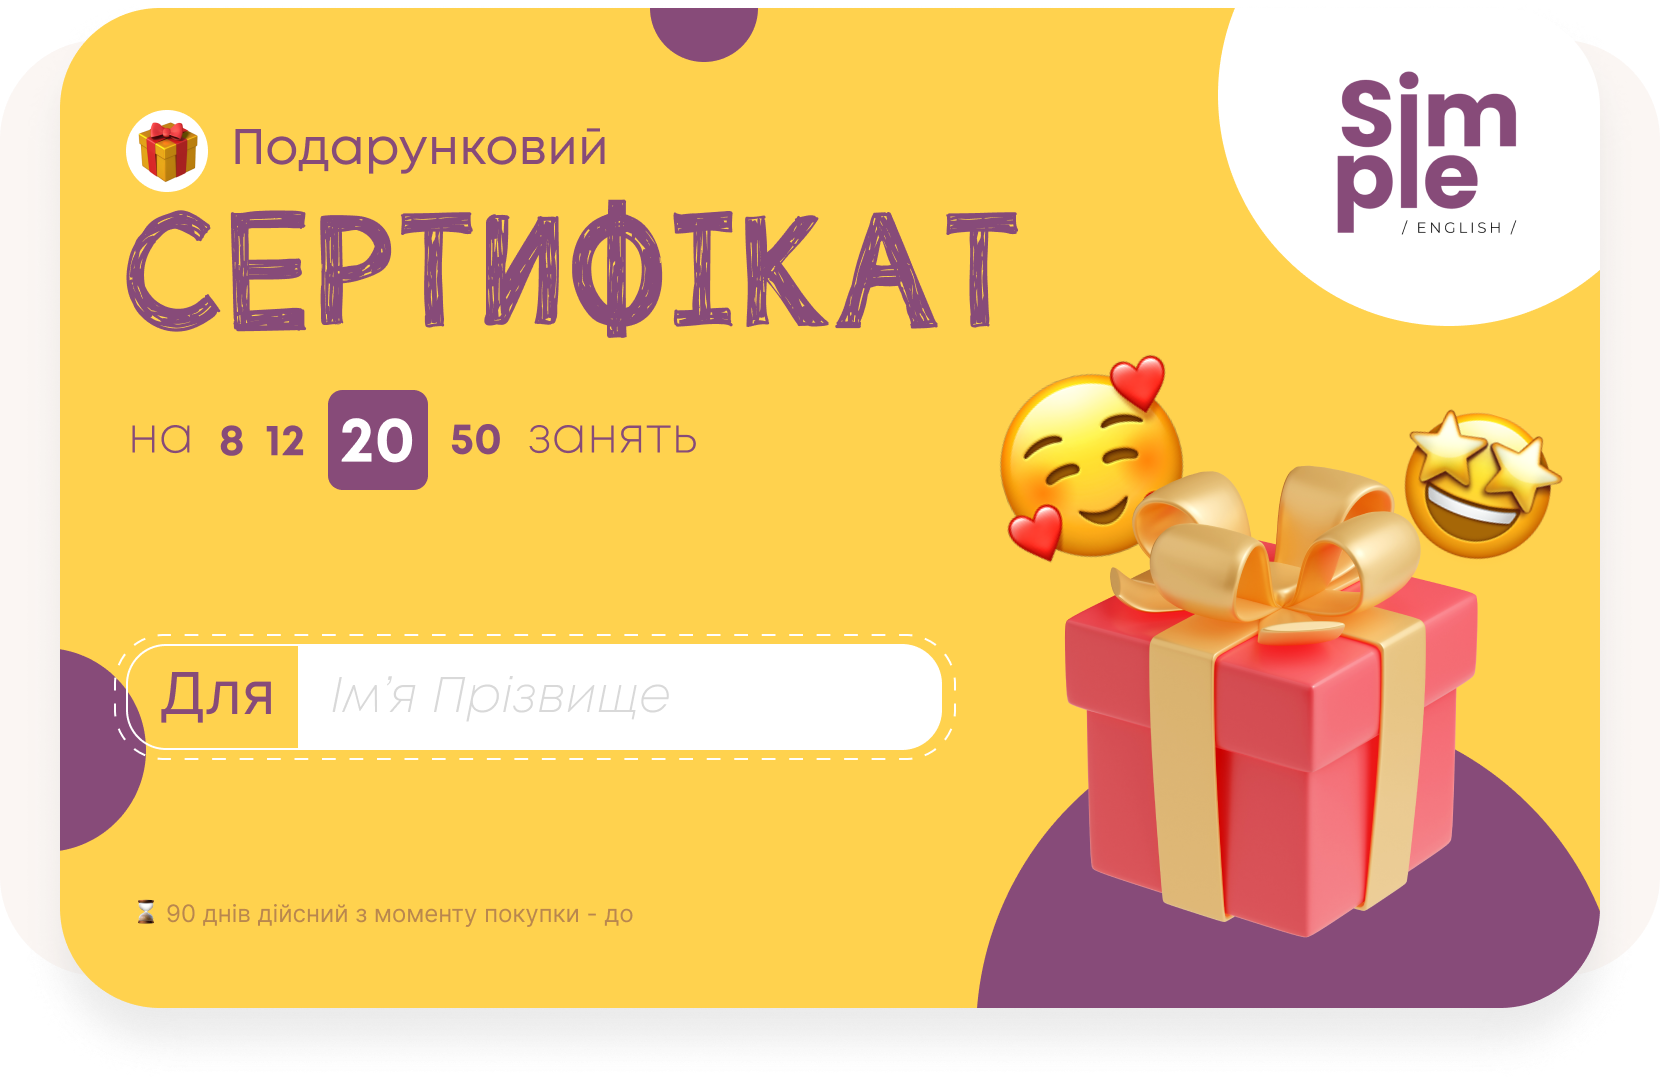 Sim
ple
/ ENGLISH /
Подарунковий
СЕРТИФІКАТ
на 8 12 20 50 занять
Для Ім'я Прізвище
90 днів дійсний з моменту покупки - до